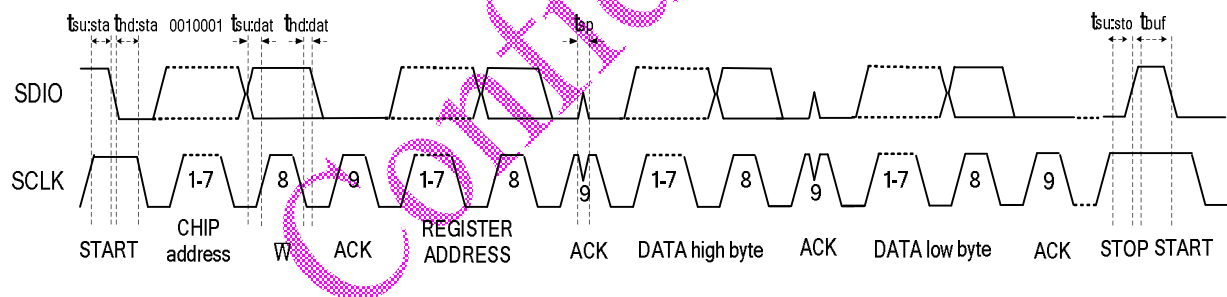 tsu:sta thd:sta 0010001 tsu:dat thd:dat tsp tsu:sto tbuf
SDIO
SCLK 1-7 8 9 1-7 8 9 1-7 8 9 1-7 8 9
START CHIP address W̅ ACK REGISTER ADDRESS ACK DATA high byte ACK DATA low byte ACK STOP START
Confide